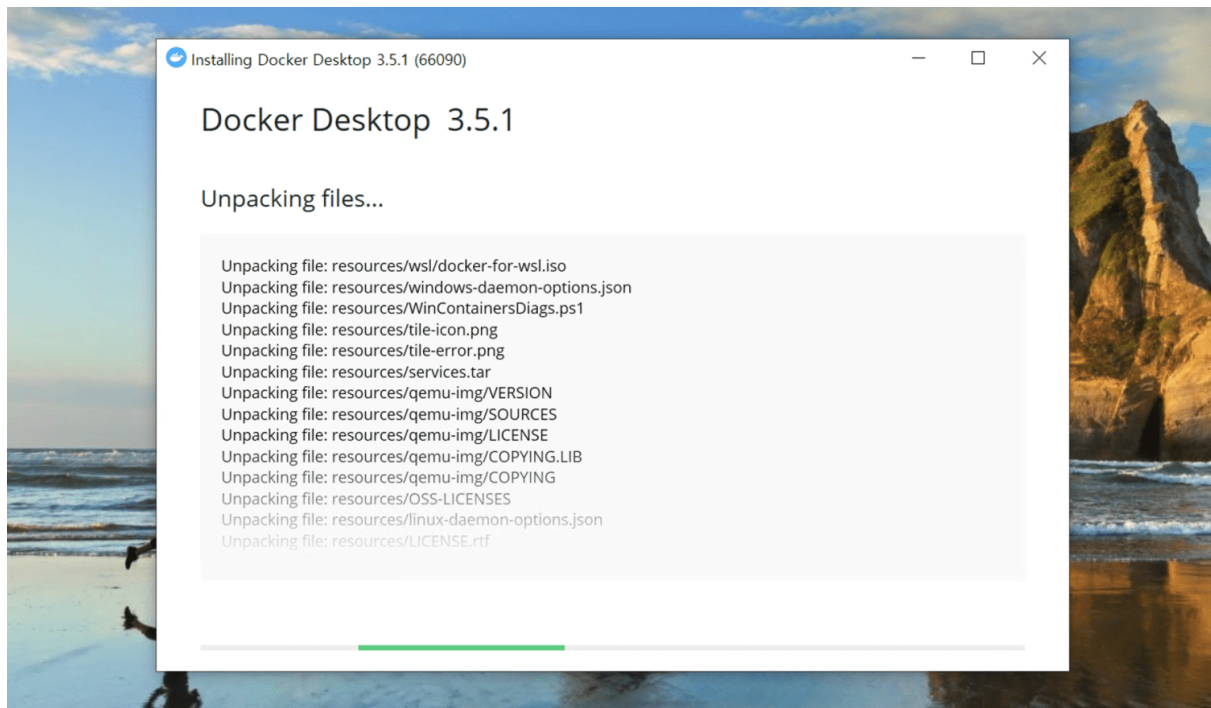 Installing Docker Desktop 3.5.1 (66090)
Docker Desktop 3.5.1
Unpacking files...
Unpacking file: resources/wsl/docker-for-wsl.iso
Unpacking file: resources/windows-daemon-options.json
Unpacking file: resources/WinContainersDiags.ps1
Unpacking file: resources/tile-icon.png
Unpacking file: resources/tile-error.png
Unpacking file: resources/services.tar
Unpacking file: resources/qemu-img/VERSION
Unpacking file: resources/qemu-img/SOURCES
Unpacking file: resources/qemu-img/LICENSE
Unpacking file: resources/qemu-img/COPYING.LIB
Unpacking file: resources/qemu-img/COPYING
Unpacking file: resources/OSS-LICENSES
Unpacking file: resources/linux-daemon-options.json
Unpacking file: resources/LICENSE.rtf